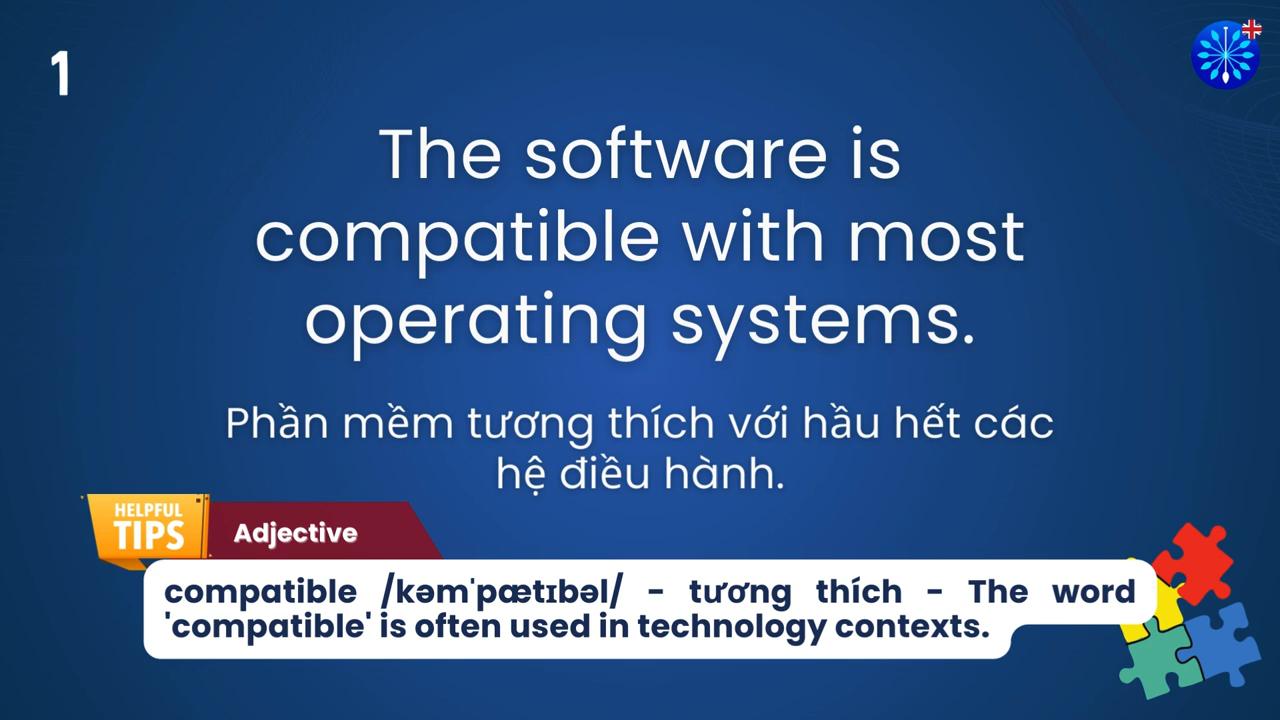 1
The software is
compatible with most
operating systems.
Phần mềm tương thích với hầu hết các
hệ điều hành.
HELPFUL
TIPS
Adjective
compatible /kəmˈpætɪbəl/ - tương thích - The word
'compatible' is often used in technology contexts.